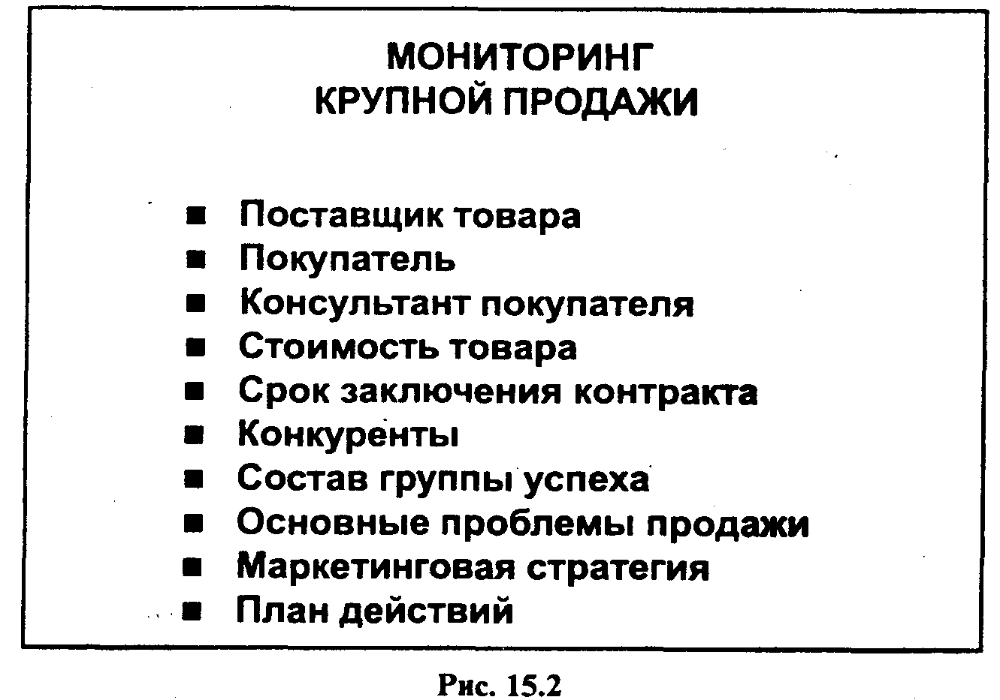 МОНИТОРИНГ
КРУПНОЙ ПРОДАЖИ
■ Поставщик товара
■ Покупатель
■ Консультант покупателя
■ Стоимость товара
■ Срок заключения контракта
■ Конкуренты
■ Состав группы успеха
■ Основные проблемы продажи
■ Маркетинговая стратегия
■ План действий
Рис. 15.2